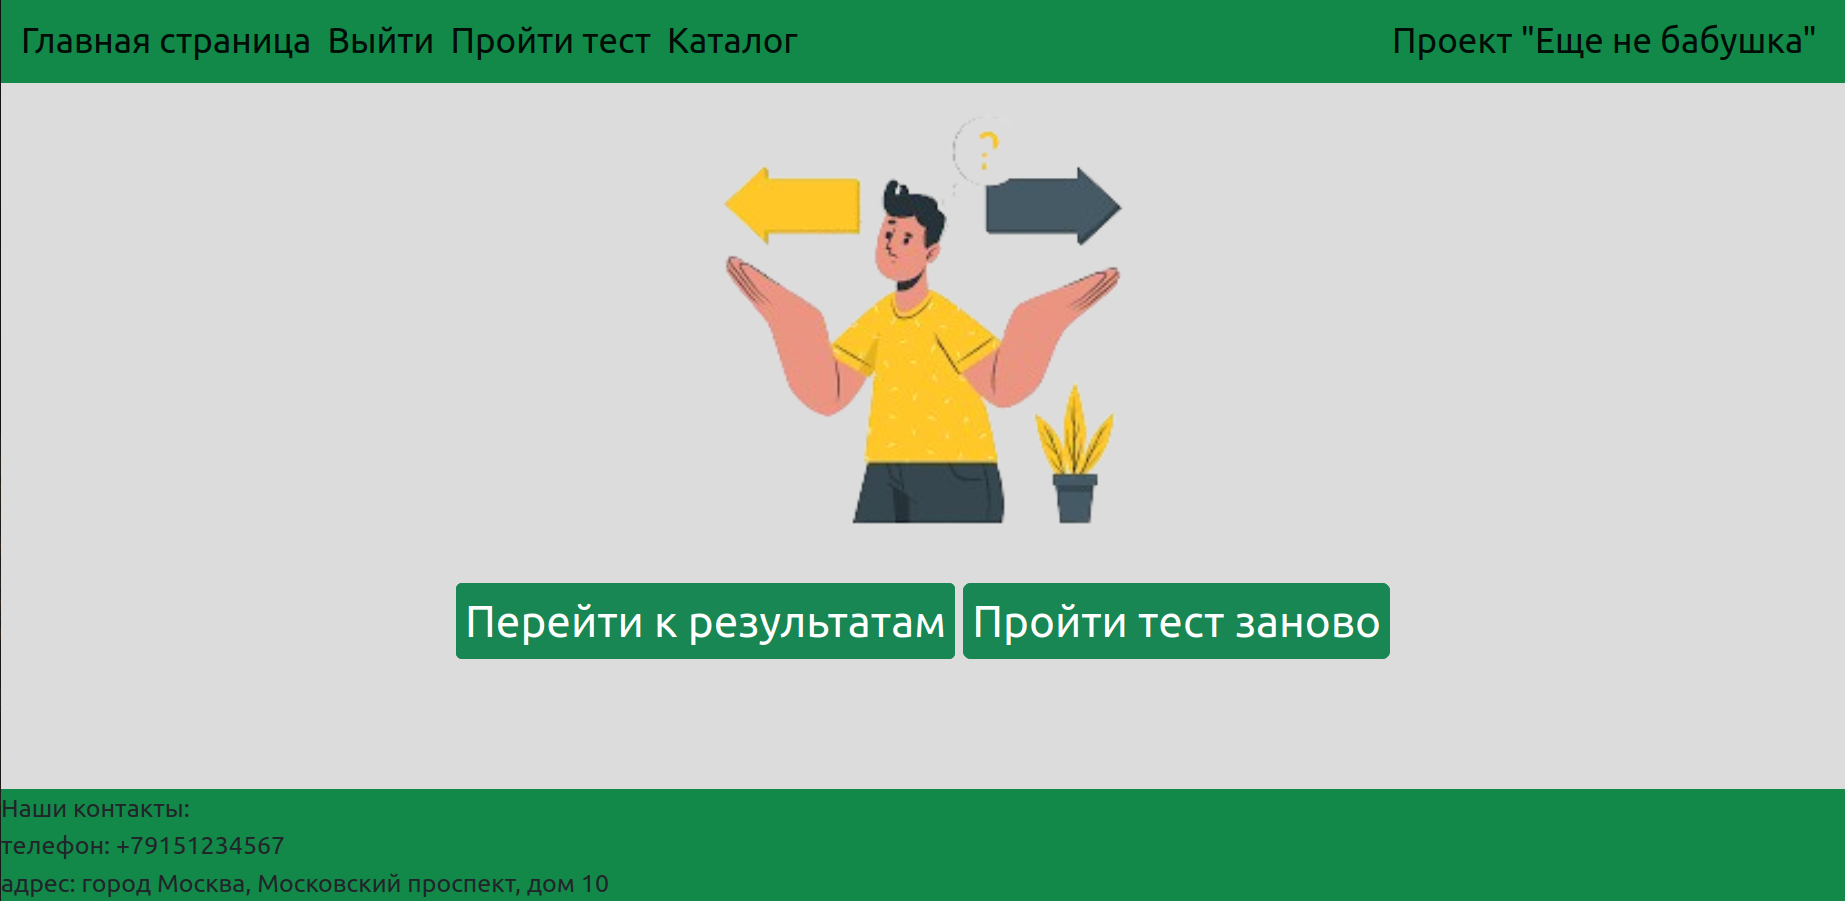 Главная страница Выйти Пройти тест Каталог Проект "Еще не бабушка"
?
Перейти к результатам Пройти тест заново
Наши контакты:
телефон: +79151234567
адрес: город Москва, Московский проспект, дом 10